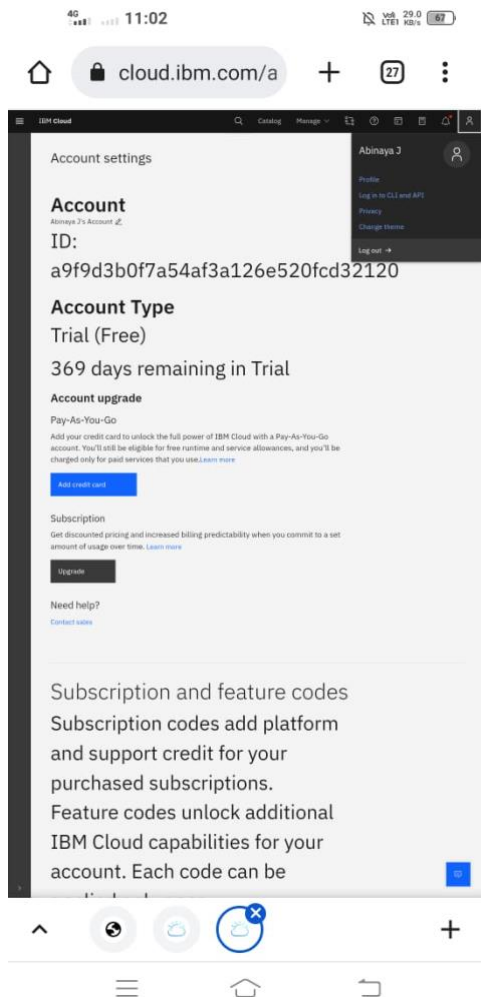 4G 11:02 Voß LTE1 29.0 KB/s 67
cloud.ibm.com/a 27
IBM Cloud Catalog Manage
Abinaya J
Profile
Log in to CLI and API
Privacy
Change theme
Log out →
Account settings
Account
Abinaya J's Account
ID:
a9f9d3b0f7a54af3a126e520fcd32120
Account Type
Trial (Free)
369 days remaining in Trial
Account upgrade
Pay-As-You-Go
Add your credit card to unlock the full power of IBM Cloud with a Pay-As-You-Go
account. You'll still be eligible for free runtime and service allowances, and you'll be
charged only for paid services that you use.Learn more
Add credit card
Subscription
Get discounted pricing and increased billing predictability when you commit to a set
amount of usage over time. Learn more
Upgrade
Need help?
Contact sales
Subscription and feature codes
Subscription codes add platform
and support credit for your
purchased subscriptions.
Feature codes unlock additional
IBM Cloud capabilities for your
account. Each code can be